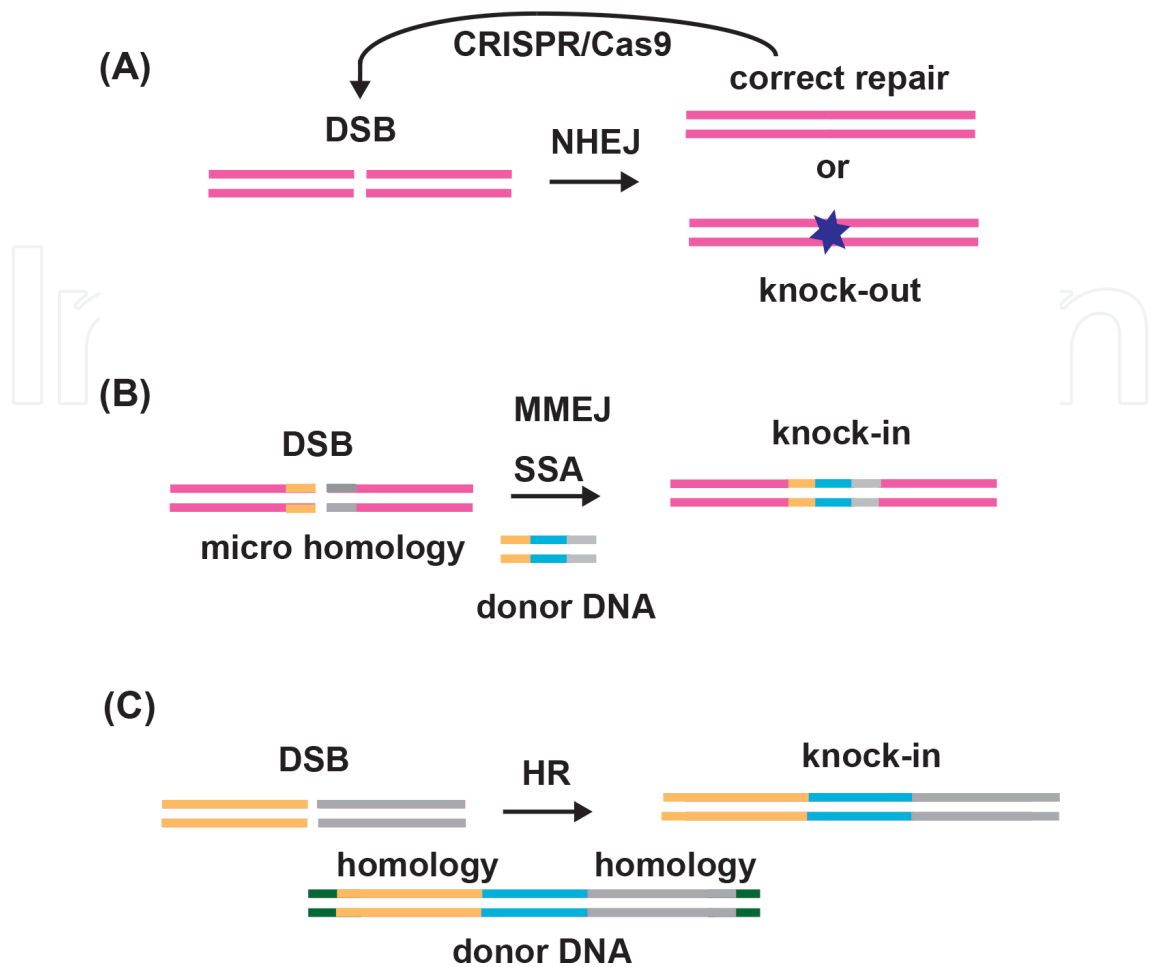 (A)
CRISPR/Cas9
correct repair
DSB
NHEJ
or
knock-out
(B)
MMEJ
DSB
SSA
knock-in
micro homology
donor DNA
(C)
DSB
HR
knock-in
homology
homology
donor DNA